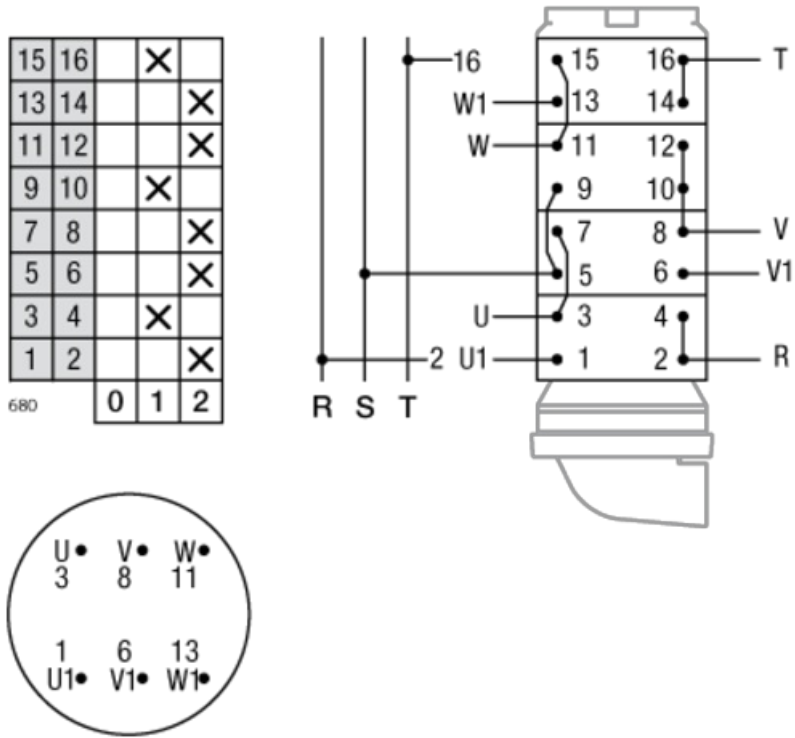 15 16 X
13 14 X
11 12 X
9 10 X
7 8 X
5 6 X
3 4 X
1 2 X
680 0 1 2
16
2
R S T
15 16 T
W1 13 14
W 11 12
9 10
7 8 V
5 6 V1
U 3 4
U1 1 2 R
U V W
3 8 11
1 6 13
U1 V1 W1